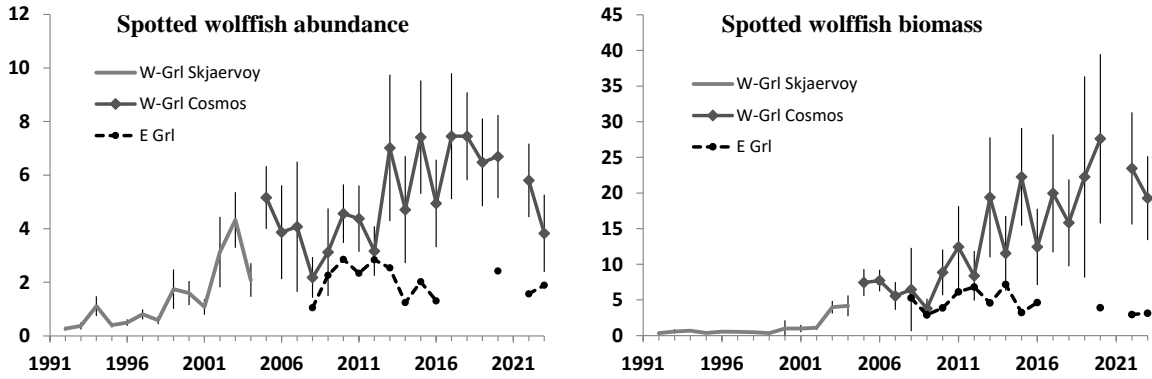 Spotted wolffish abundance
12
10
8
6
4
2
0
W-Grl Skjaervoy
W-Grl Cosmos
E Grl
1991 1996 2001 2006 2011 2016 2021
Spotted wolffish biomass
45
40
35
30
25
20
15
10
5
0
W-Grl Skjaervoy
W-Grl Cosmos
E Grl
1991 1996 2001 2006 2011 2016 2021